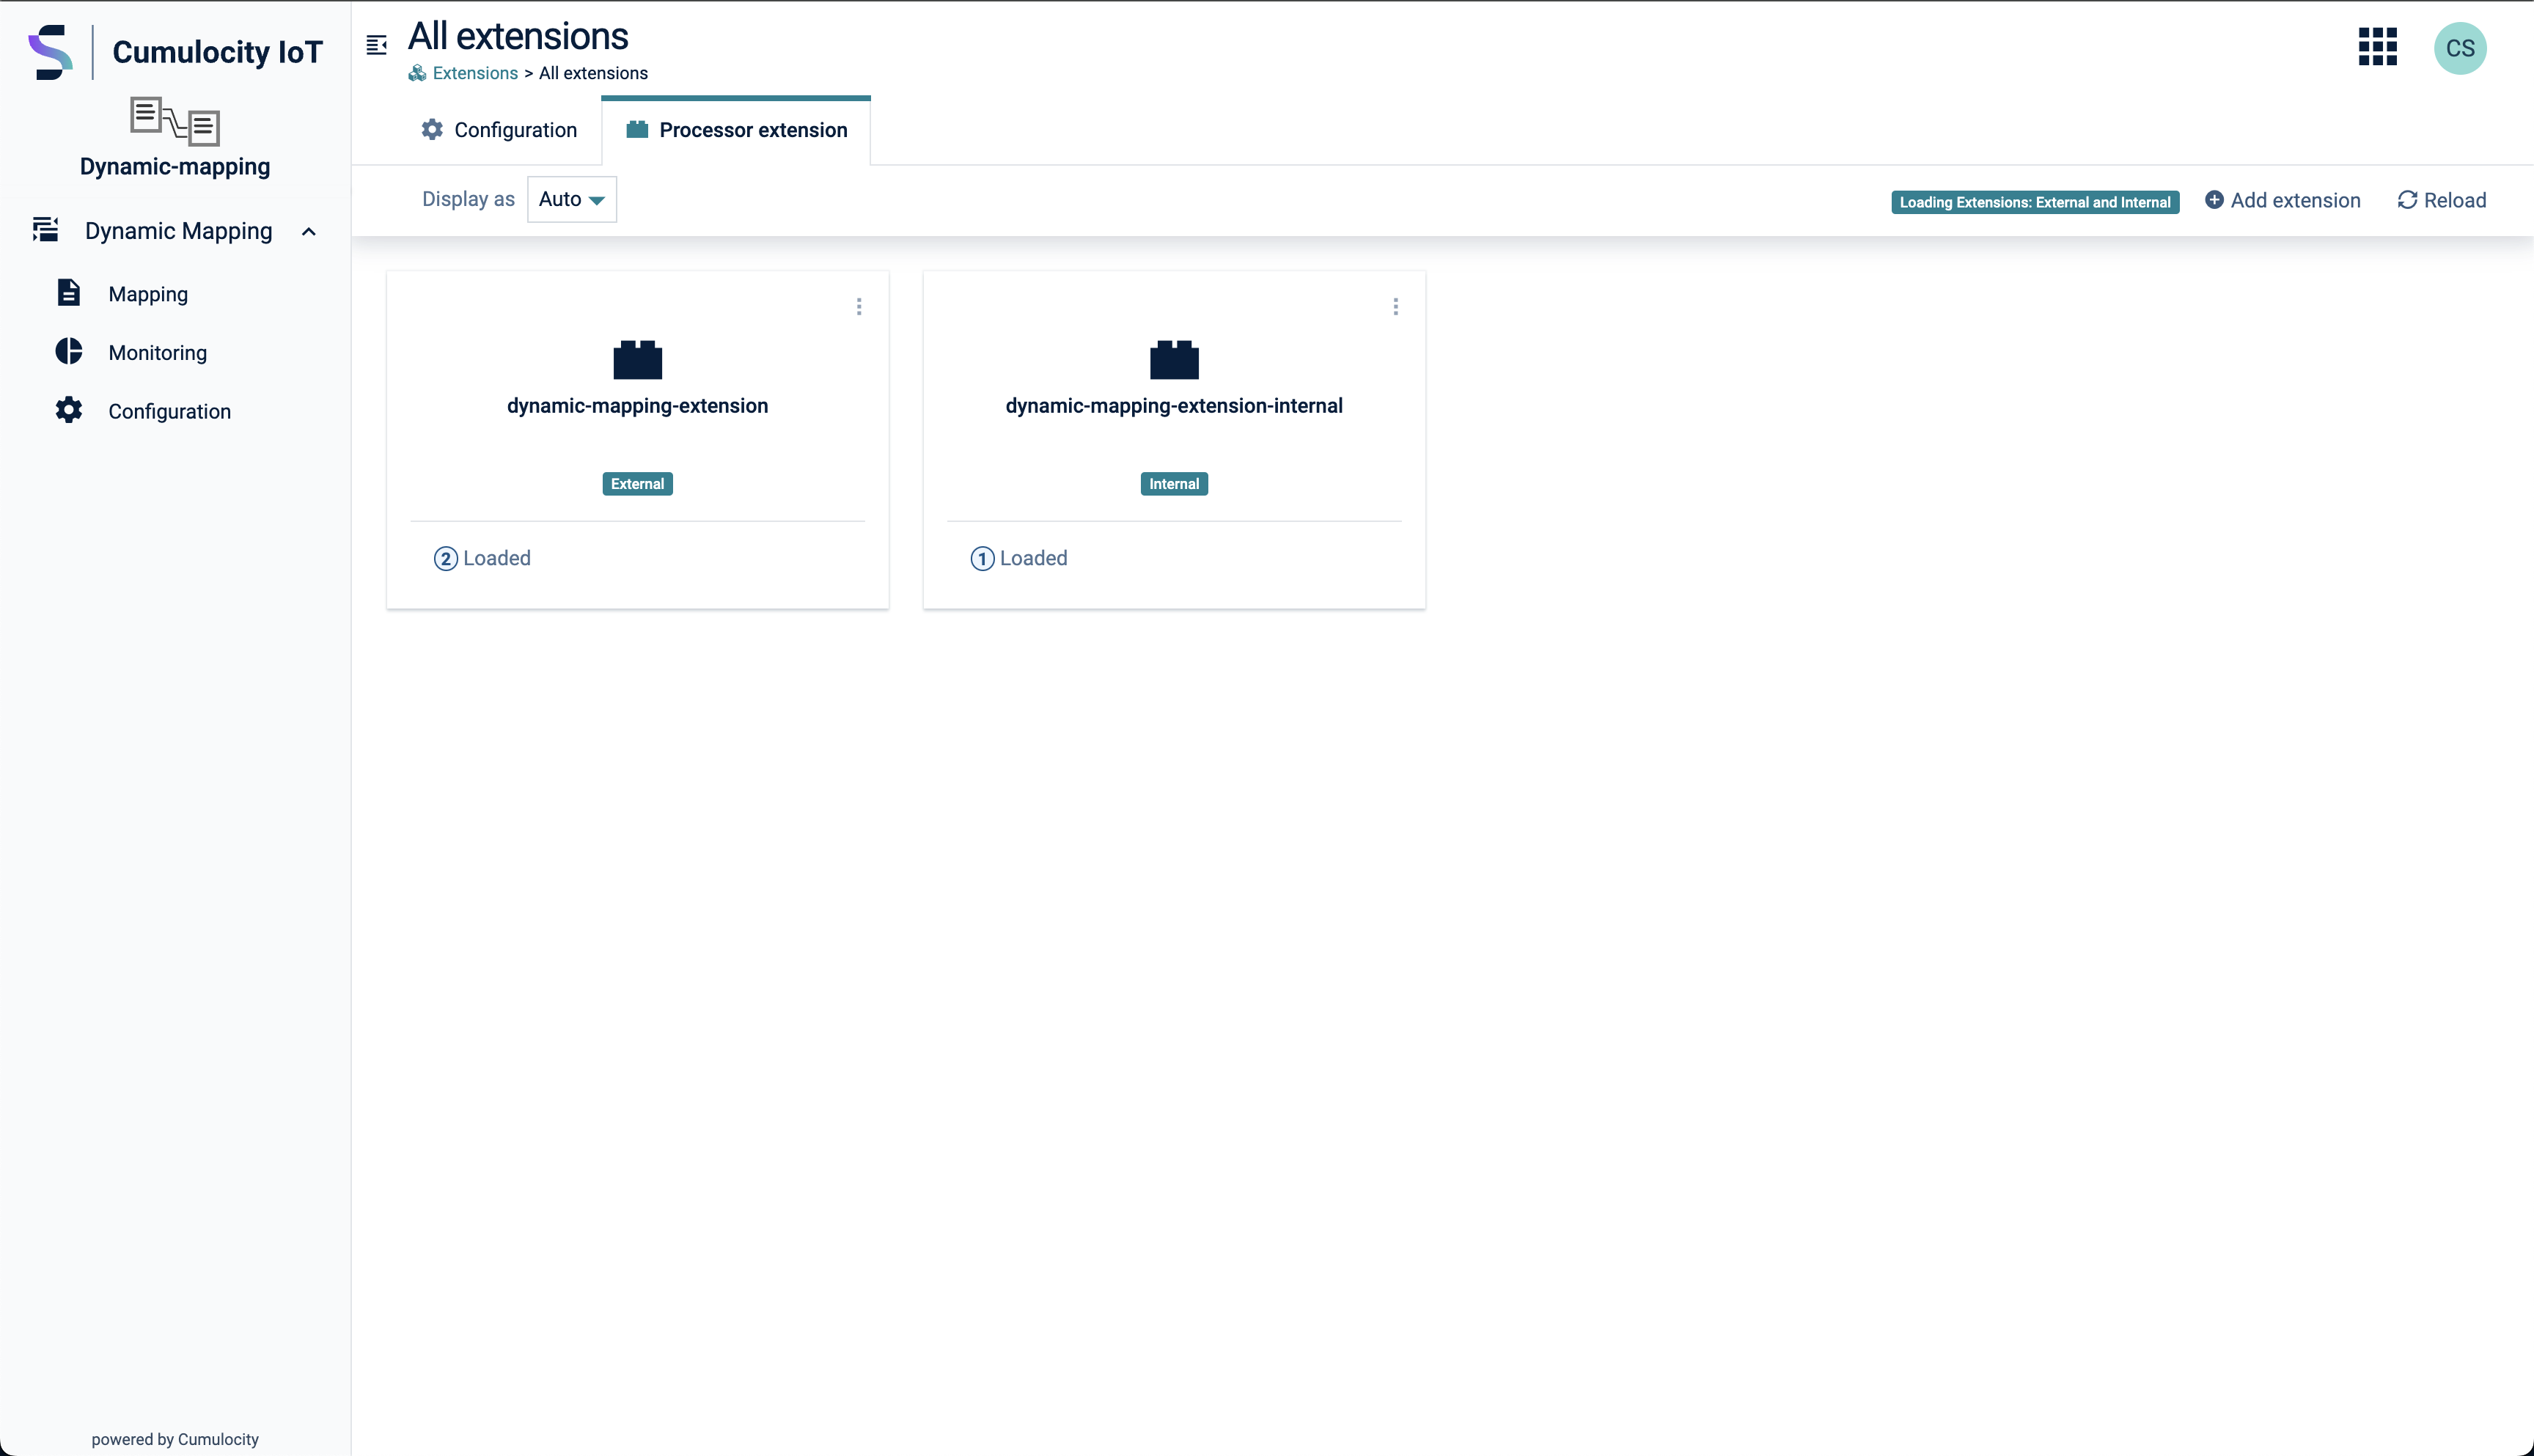 Cumulocity IoT
Dynamic-mapping
Dynamic Mapping
Mapping
Monitoring
Configuration
powered by Cumulocity
All extensions
Extensions > All extensions
CS
Configuration
Processor extension
Display as Auto
Loading Extensions: External and Internal
Add extension
Reload
dynamic-mapping-extension
External
2 Loaded
dynamic-mapping-extension-internal
Internal
1 Loaded